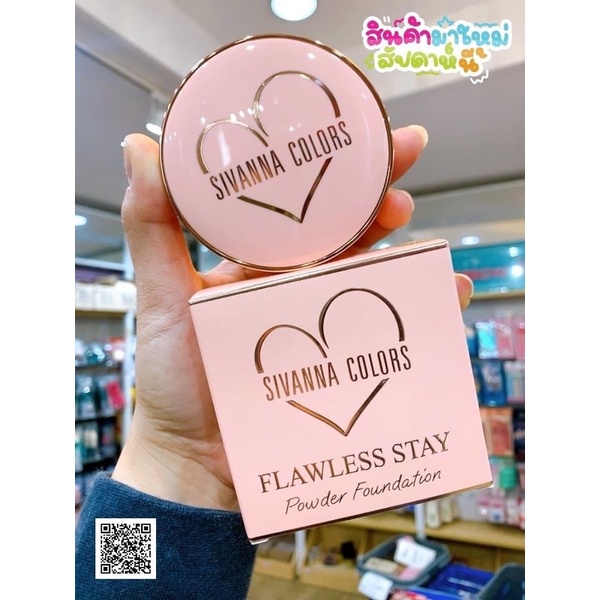 สินค้ามาใหม่
สัปดาห์นี้
SIVANNA COLORS
SIVANNA COLORS
FLAWLESS STAY
Powder Foundation